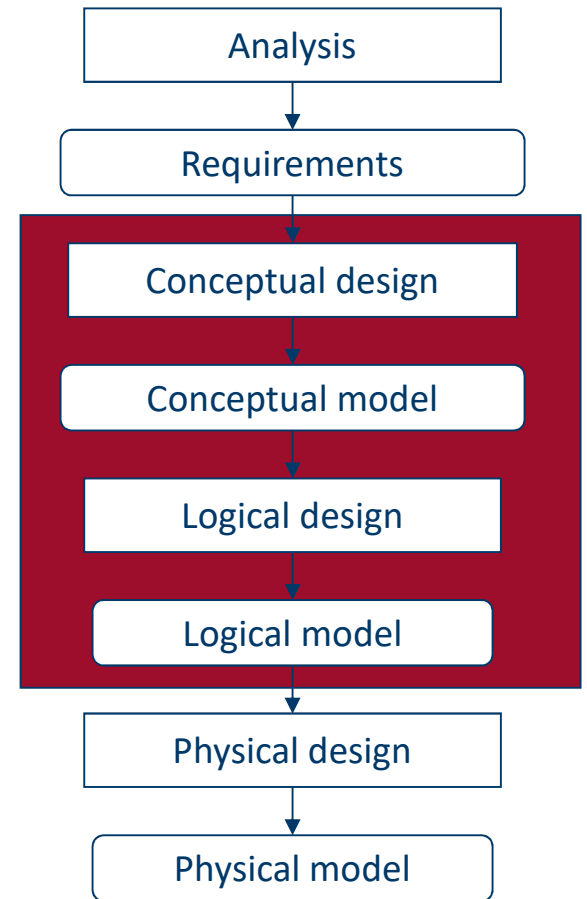 Analysis
Requirements
Conceptual design
Conceptual model
Logical design
Logical model
Physical design
Physical model